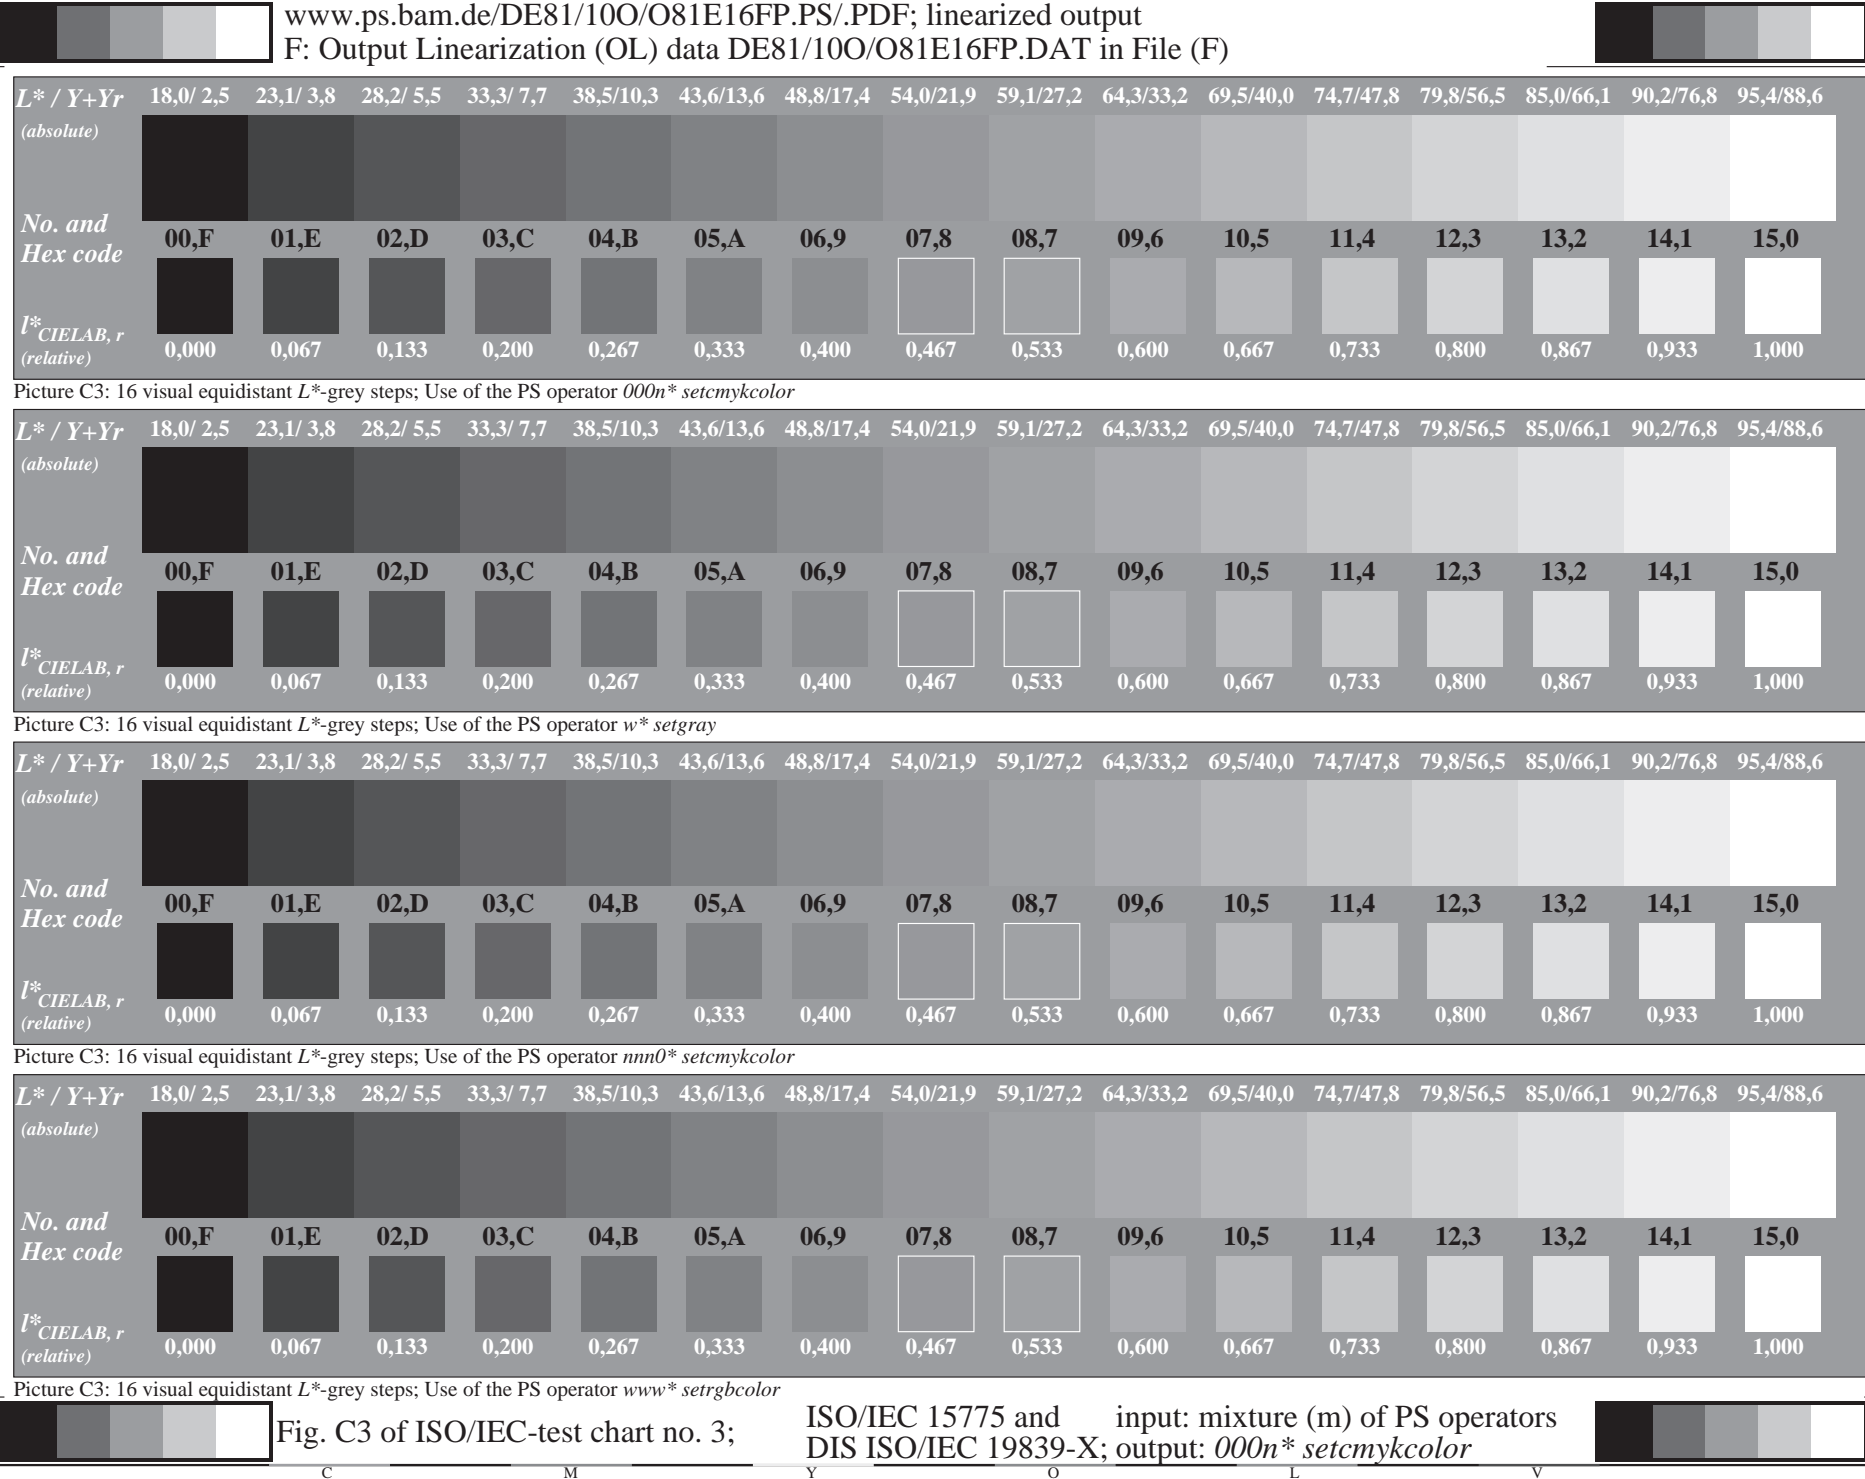 www.ps.bam.de/DE81/10O/O81E16FP.PS/.PDF; linearized output
F: Output Linearization (OL) data DE81/10O/O81E16FP.DAT in File (F)
L* / Y+Yr 18,0/ 2,5 23,1/ 3,8 28,2/ 5,5 33,3/ 7,7 38,5/10,3 43,6/13,6 48,8/17,4 54,0/21,9 59,1/27,2 64,3/33,2 69,5/40,0 74,7/47,8 79,8/56,5 85,0/66,1 90,2/76,8 95,4/88,6
(absolute)
No. and
Hex code 00,F 01,E 02,D 03,C 04,B 05,A 06,9 07,8 08,7 09,6 10,5 11,4 12,3 13,2 14,1 15,0
l*CIELAB, r
(relative) 0,000 0,067 0,133 0,200 0,267 0,333 0,400 0,467 0,533 0,600 0,667 0,733 0,800 0,867 0,933 1,000
Picture C3: 16 visual equidistant L*-grey steps; Use of the PS operator 000n* setcmykcolor
L* / Y+Yr 18,0/ 2,5 23,1/ 3,8 28,2/ 5,5 33,3/ 7,7 38,5/10,3 43,6/13,6 48,8/17,4 54,0/21,9 59,1/27,2 64,3/33,2 69,5/40,0 74,7/47,8 79,8/56,5 85,0/66,1 90,2/76,8 95,4/88,6
(absolute)
No. and
Hex code 00,F 01,E 02,D 03,C 04,B 05,A 06,9 07,8 08,7 09,6 10,5 11,4 12,3 13,2 14,1 15,0
l*CIELAB, r
(relative) 0,000 0,067 0,133 0,200 0,267 0,333 0,400 0,467 0,533 0,600 0,667 0,733 0,800 0,867 0,933 1,000
Picture C3: 16 visual equidistant L*-grey steps; Use of the PS operator w* setgray
L* / Y+Yr 18,0/ 2,5 23,1/ 3,8 28,2/ 5,5 33,3/ 7,7 38,5/10,3 43,6/13,6 48,8/17,4 54,0/21,9 59,1/27,2 64,3/33,2 69,5/40,0 74,7/47,8 79,8/56,5 85,0/66,1 90,2/76,8 95,4/88,6
(absolute)
No. and
Hex code 00,F 01,E 02,D 03,C 04,B 05,A 06,9 07,8 08,7 09,6 10,5 11,4 12,3 13,2 14,1 15,0
l*CIELAB, r
(relative) 0,000 0,067 0,133 0,200 0,267 0,333 0,400 0,467 0,533 0,600 0,667 0,733 0,800 0,867 0,933 1,000
Picture C3: 16 visual equidistant L*-grey steps; Use of the PS operator nnn0* setcmykcolor
L* / Y+Yr 18,0/ 2,5 23,1/ 3,8 28,2/ 5,5 33,3/ 7,7 38,5/10,3 43,6/13,6 48,8/17,4 54,0/21,9 59,1/27,2 64,3/33,2 69,5/40,0 74,7/47,8 79,8/56,5 85,0/66,1 90,2/76,8 95,4/88,6
(absolute)
No. and
Hex code 00,F 01,E 02,D 03,C 04,B 05,A 06,9 07,8 08,7 09,6 10,5 11,4 12,3 13,2 14,1 15,0
l*CIELAB, r
(relative) 0,000 0,067 0,133 0,200 0,267 0,333 0,400 0,467 0,533 0,600 0,667 0,733 0,800 0,867 0,933 1,000
Picture C3: 16 visual equidistant L*-grey steps; Use of the PS operator www* setrgbcolor
Fig. C3 of ISO/IEC-test chart no. 3;
ISO/IEC 15775 and input: mixture (m) of PS operators
DIS ISO/IEC 19839-X; output: 000n* setcmykcolor
C M Y O L V